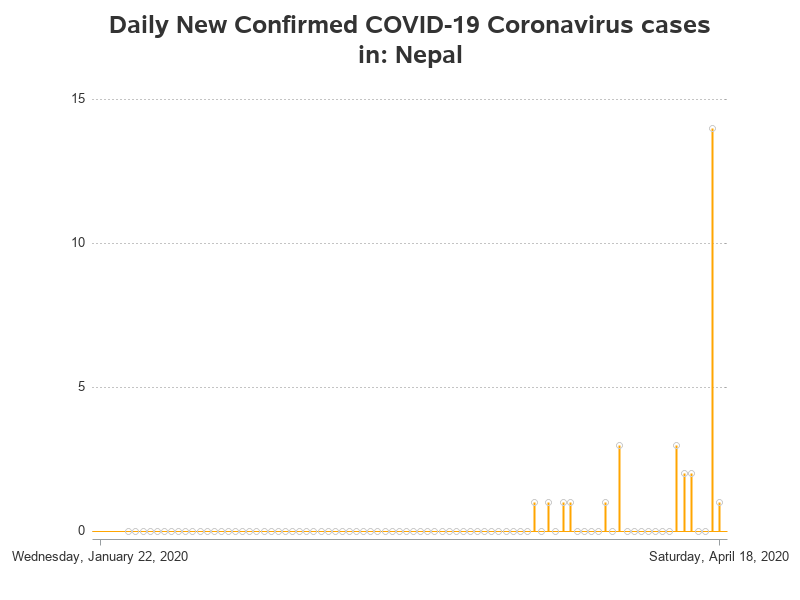 Daily New Confirmed COVID-19 Coronavirus cases
in: Nepal
15
10
5
0
Wednesday, January 22, 2020
Saturday, April 18, 2020